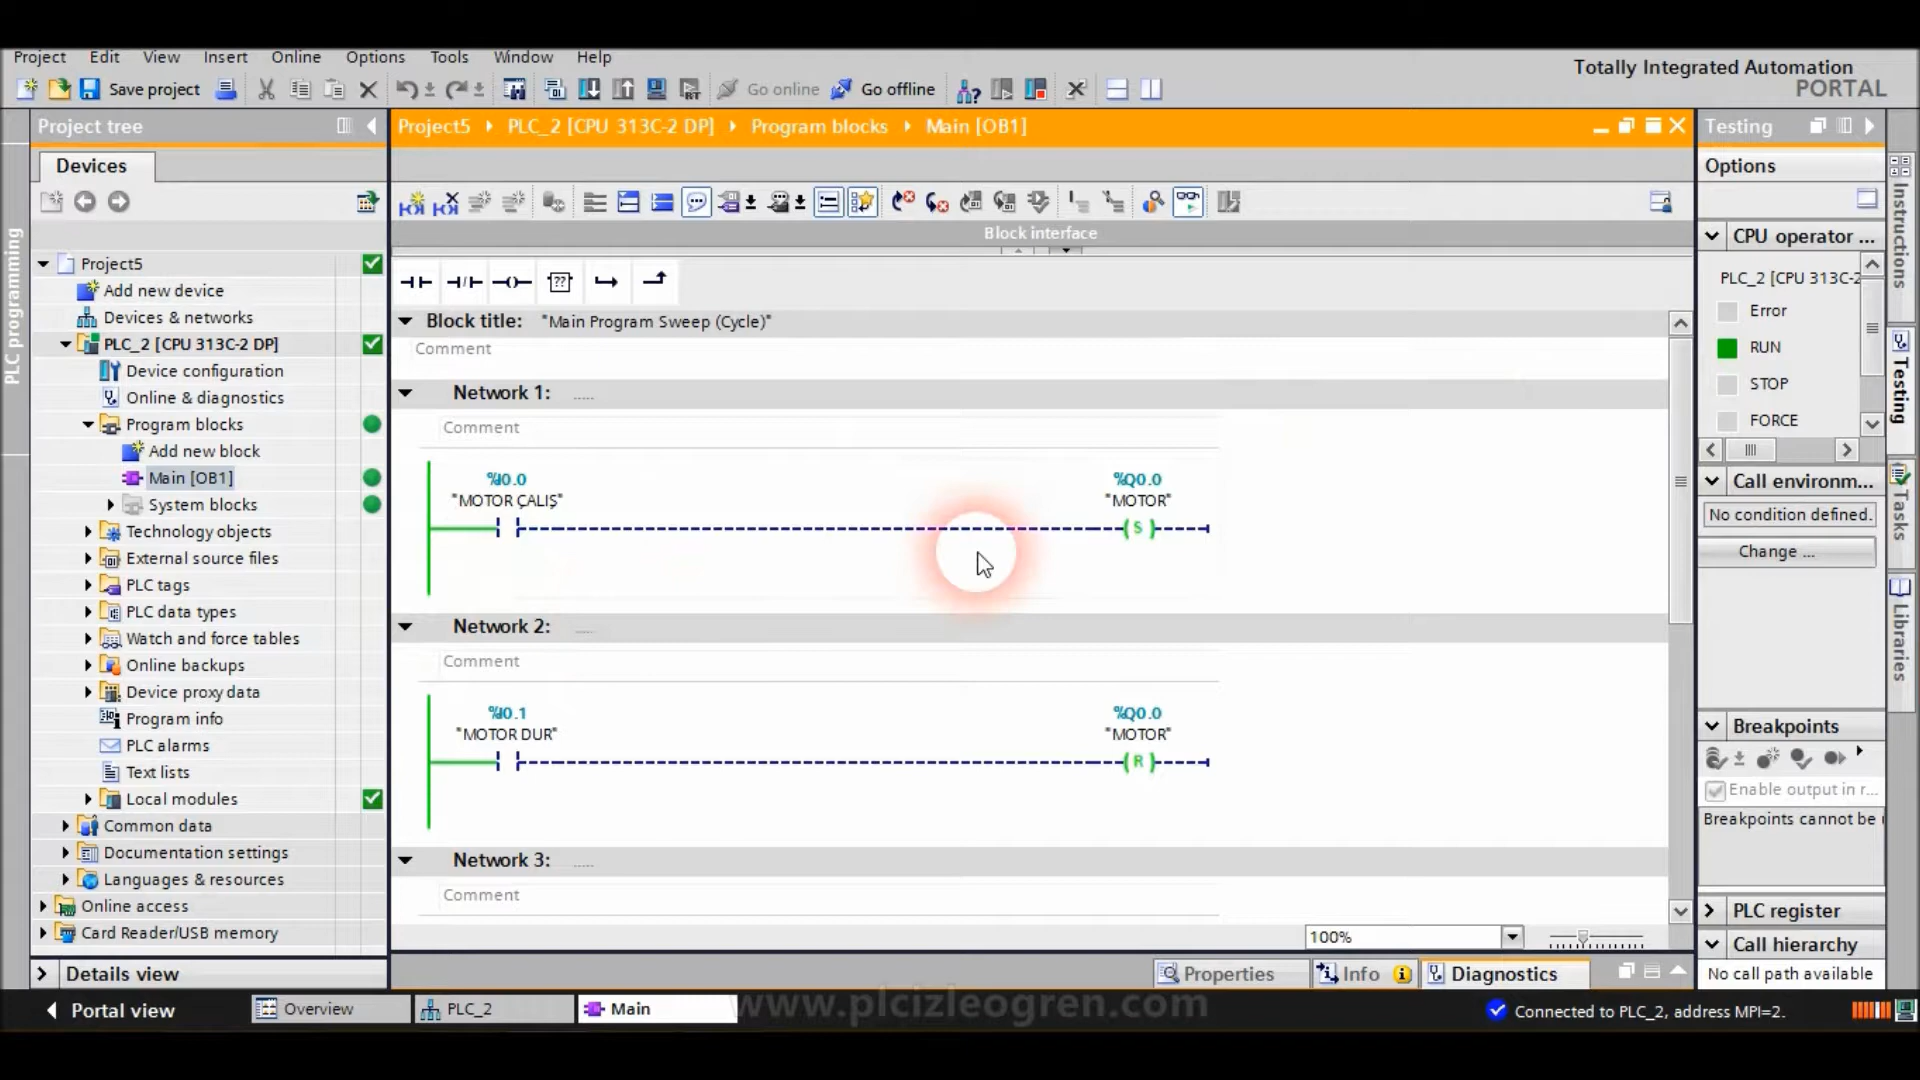 Project Edit View Insert Online Options Tools Window Help
Totally Integrated Automation
PORTAL
Save project
Go online
Go offline
Project tree
Project5 PLC_2 [CPU 313C-2 DP] Program blocks Main [OB1]
Testing
Devices
Options
PLC programming
Block interface
Project5
Add new device
Devices & networks
PLC_2 [CPU 313C-2 DP]
Device configuration
Online & diagnostics
Program blocks
Add new block
Main [OB1]
System blocks
Technology objects
External source files
PLC tags
PLC data types
Watch and force tables
Online backups
Device proxy data
Program info
PLC alarms
Text lists
Local modules
Common data
Documentation settings
Languages & resources
Online access
Card Reader/USB memory
Details view
??
Block title: "Main Program Sweep (Cycle)"
Comment
Network 1: .....
Comment
%I0.0
"MOTOR ÇALIŞ"
%Q0.0
"MOTOR"
S
Network 2: .....
Comment
%I0.1
"MOTOR DUR"
%Q0.0
"MOTOR"
R
Network 3: .....
Comment
100%
Properties
Info
Diagnostics
CPU operator ...
PLC_2 [CPU 313C-2
Error
RUN
STOP
FORCE
Call environm...
No condition defined.
Change ...
Breakpoints
Enable output in r...
Breakpoints cannot be
PLC register
Call hierarchy
No call path available
Instructions
Testing
Tasks
Libraries
Portal view
Overview
PLC_2
Main
www.plcizleogren.com
Connected to PLC_2, address MPI=2.